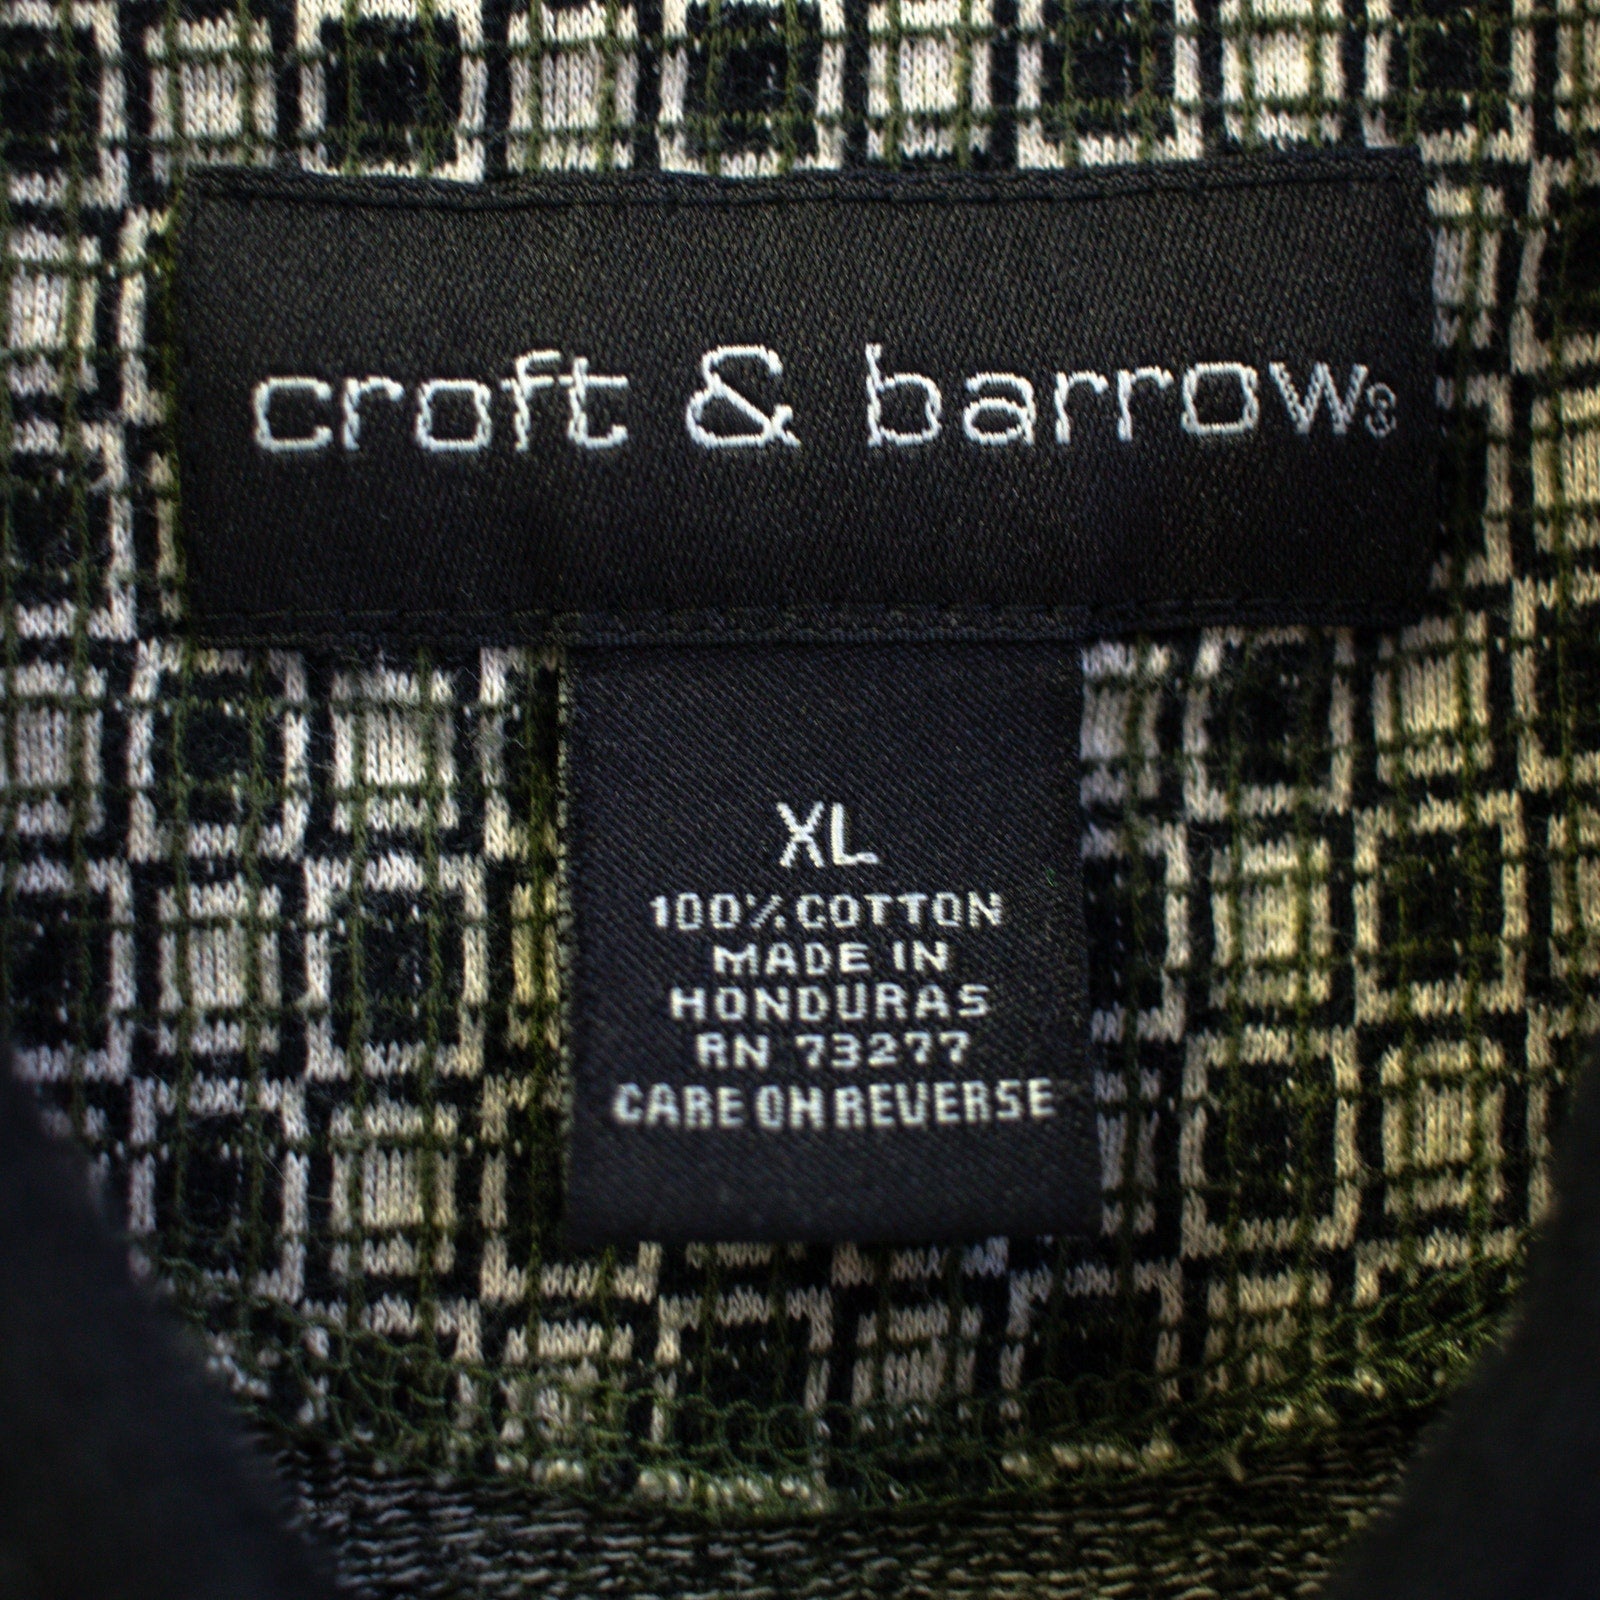 croft & barrow®
XL
100% COTTON
MADE IN
HONDURAS
RN 73277
CARE ON REVERSE